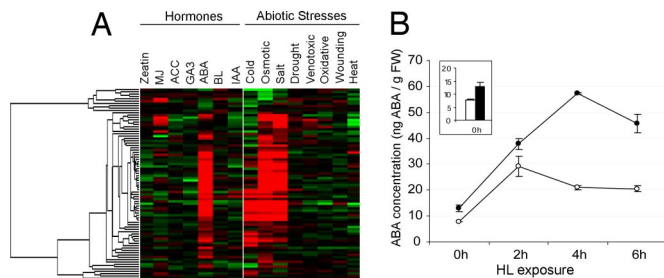 A
Hormones
Abiotic Stresses
Zeatin
MJ
ACC
GA3
ABA
BL
IAA
Cold
Osmotic
Salt
Drought
Venotoxic
Oxidative
Wounding
Heat
B
ABA concentration (ng ABA / g FW)
70
60
50
40
30
20
10
0
20
15
10
5
0
0h
0h
2h
4h
6h
HL exposure